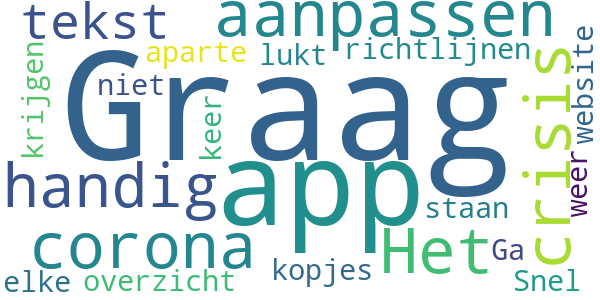 tekst
aanpassen
aparte
lukt
richtlijnen
krijgen
niet
Graag
keer
crisis
website
weer
handig
app
staan
corona
Het
Ga
elke
overzicht
kopjes
Snel